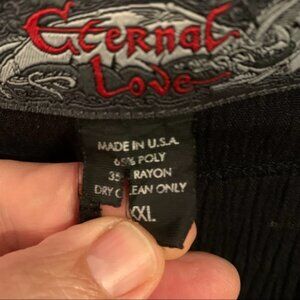 Eternal
Love
MADE IN U.S.A.
65% POLY
35% RAYON
DRY CLEAN ONLY
XXL